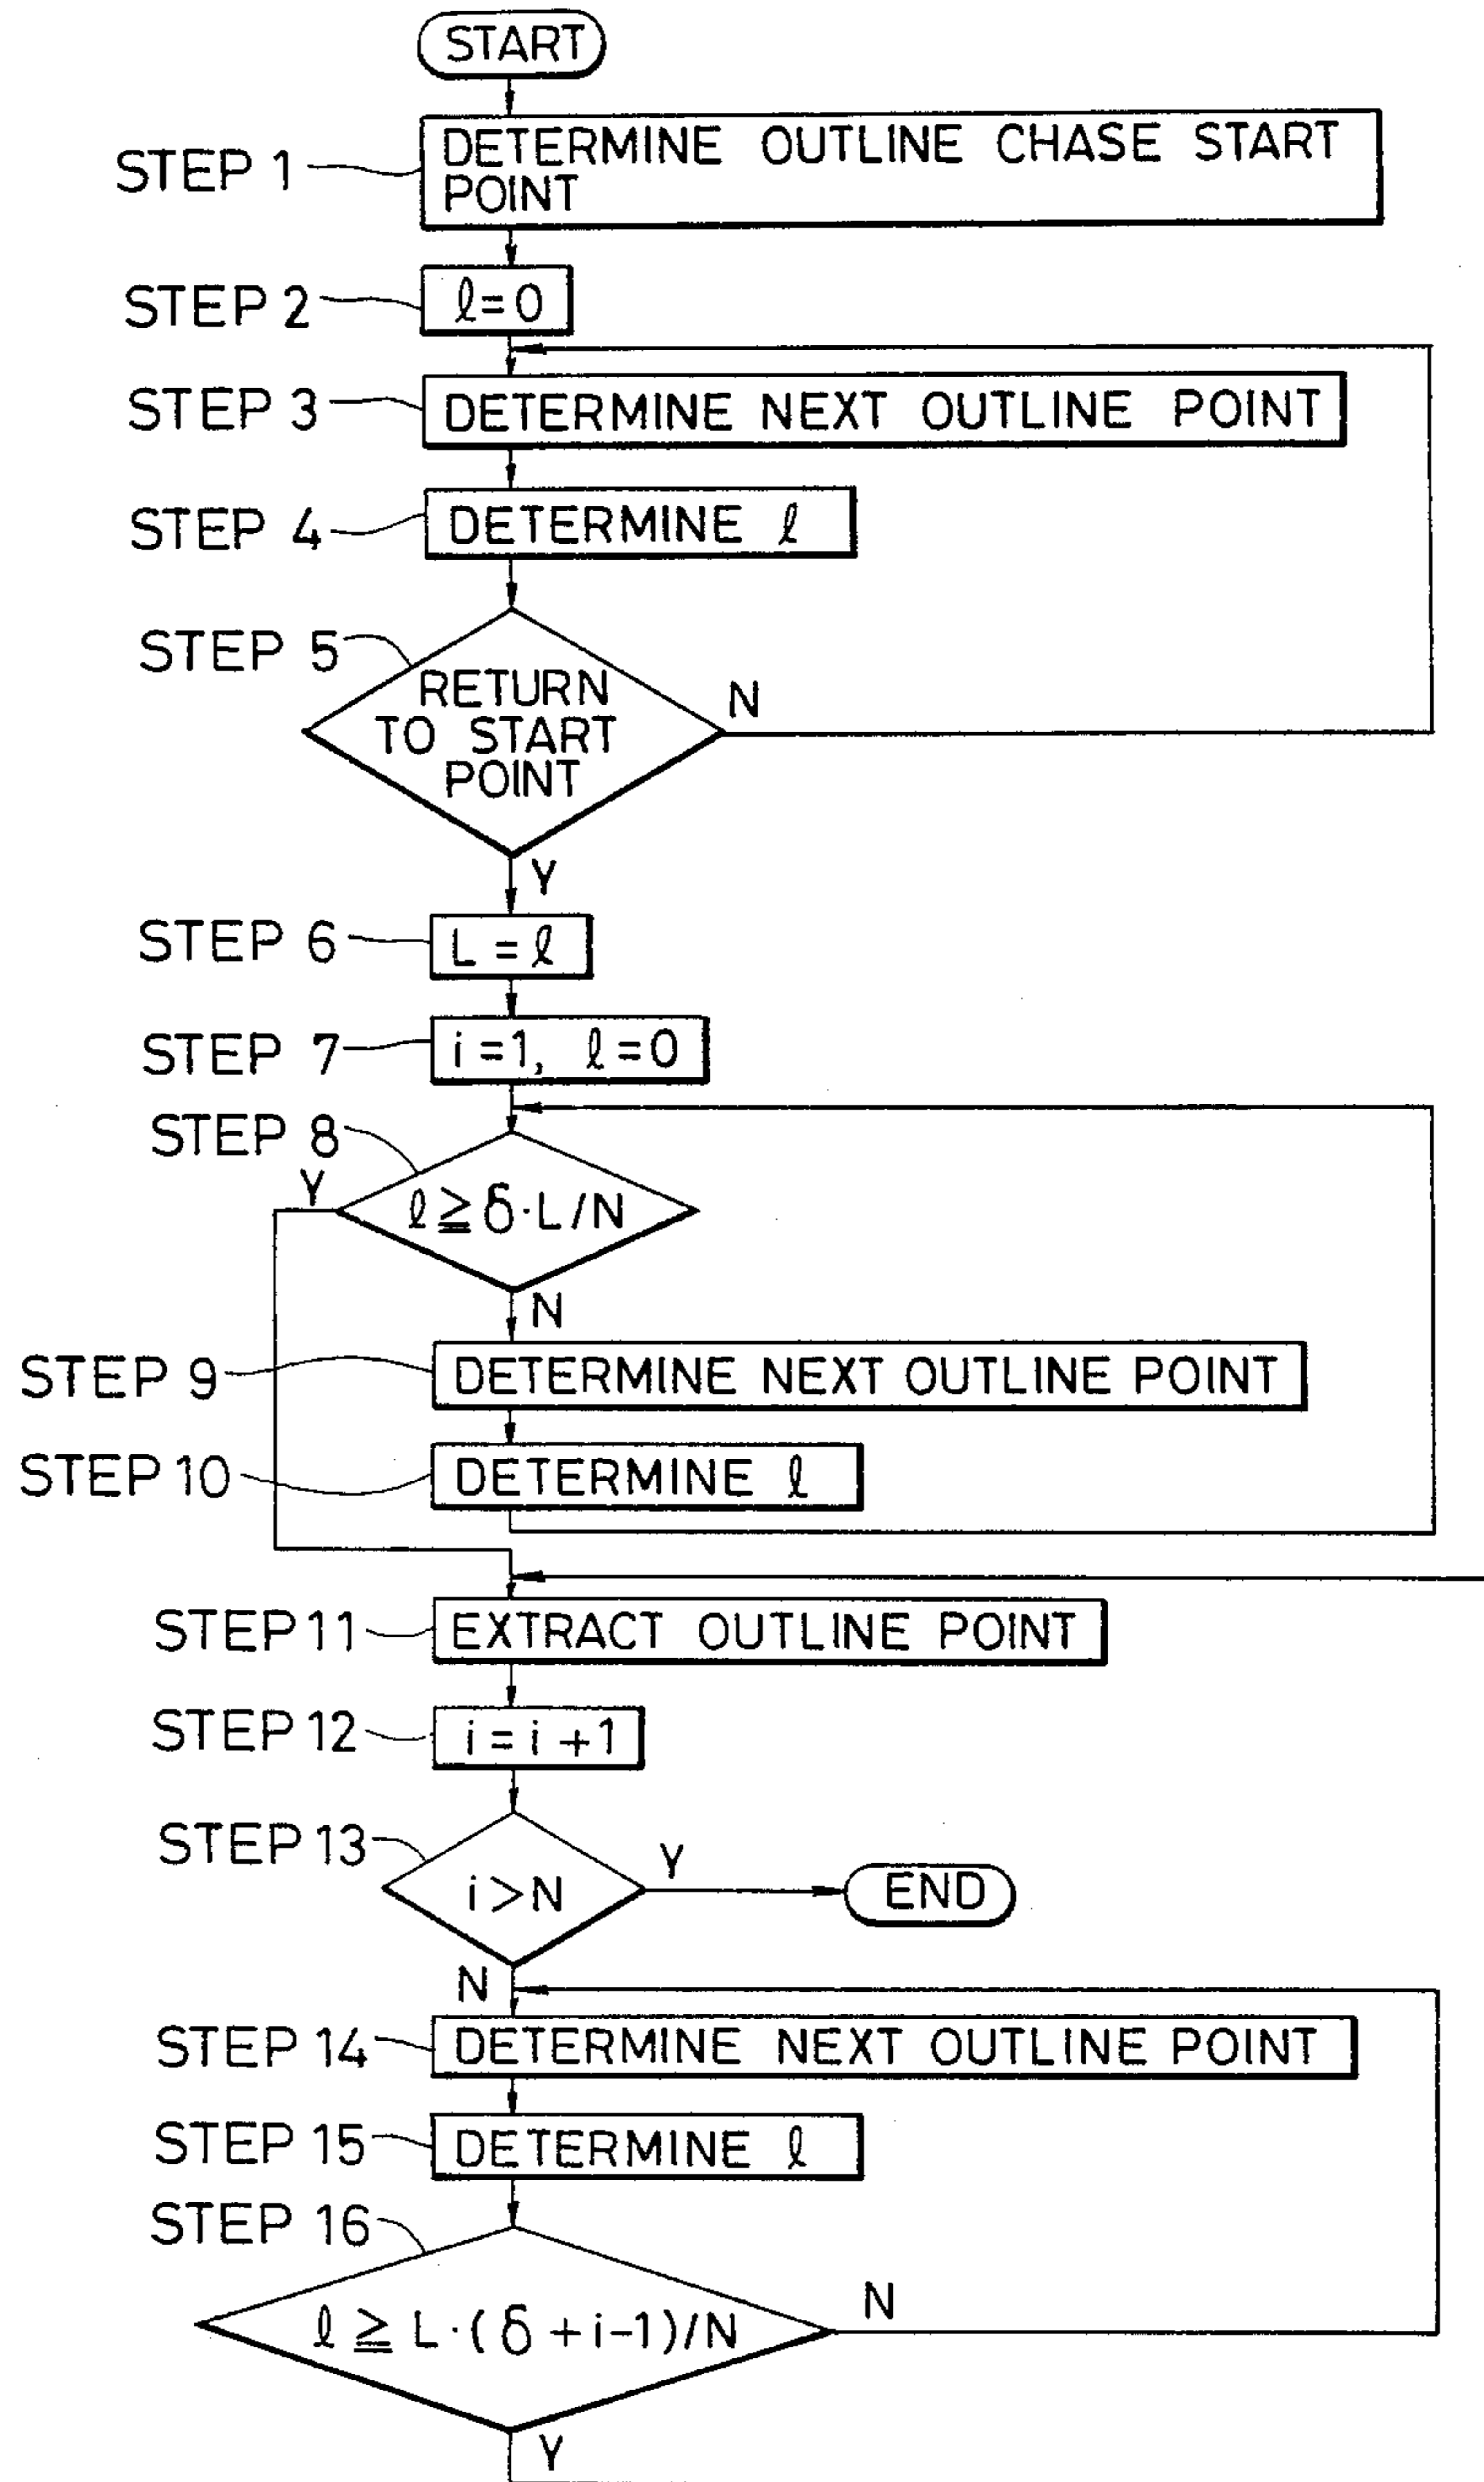 START
STEP 1
DETERMINE OUTLINE CHASE START
POINT
STEP 2
ℓ=0
STEP 3
DETERMINE NEXT OUTLINE POINT
STEP 4
DETERMINE ℓ
STEP 5
RETURN
TO START
POINT
N
Y
STEP 6
L=ℓ
STEP 7
i=1, ℓ=0
STEP 8
Y
ℓ≧δ·L/N
N
STEP 9
DETERMINE NEXT OUTLINE POINT
STEP 10
DETERMINE ℓ
STEP 11
EXTRACT OUTLINE POINT
STEP 12
i=i+1
STEP 13
i>N
Y
END
N
STEP 14
DETERMINE NEXT OUTLINE POINT
STEP 15
DETERMINE ℓ
STEP 16
ℓ≧L·(δ+i-1)/N
N
Y